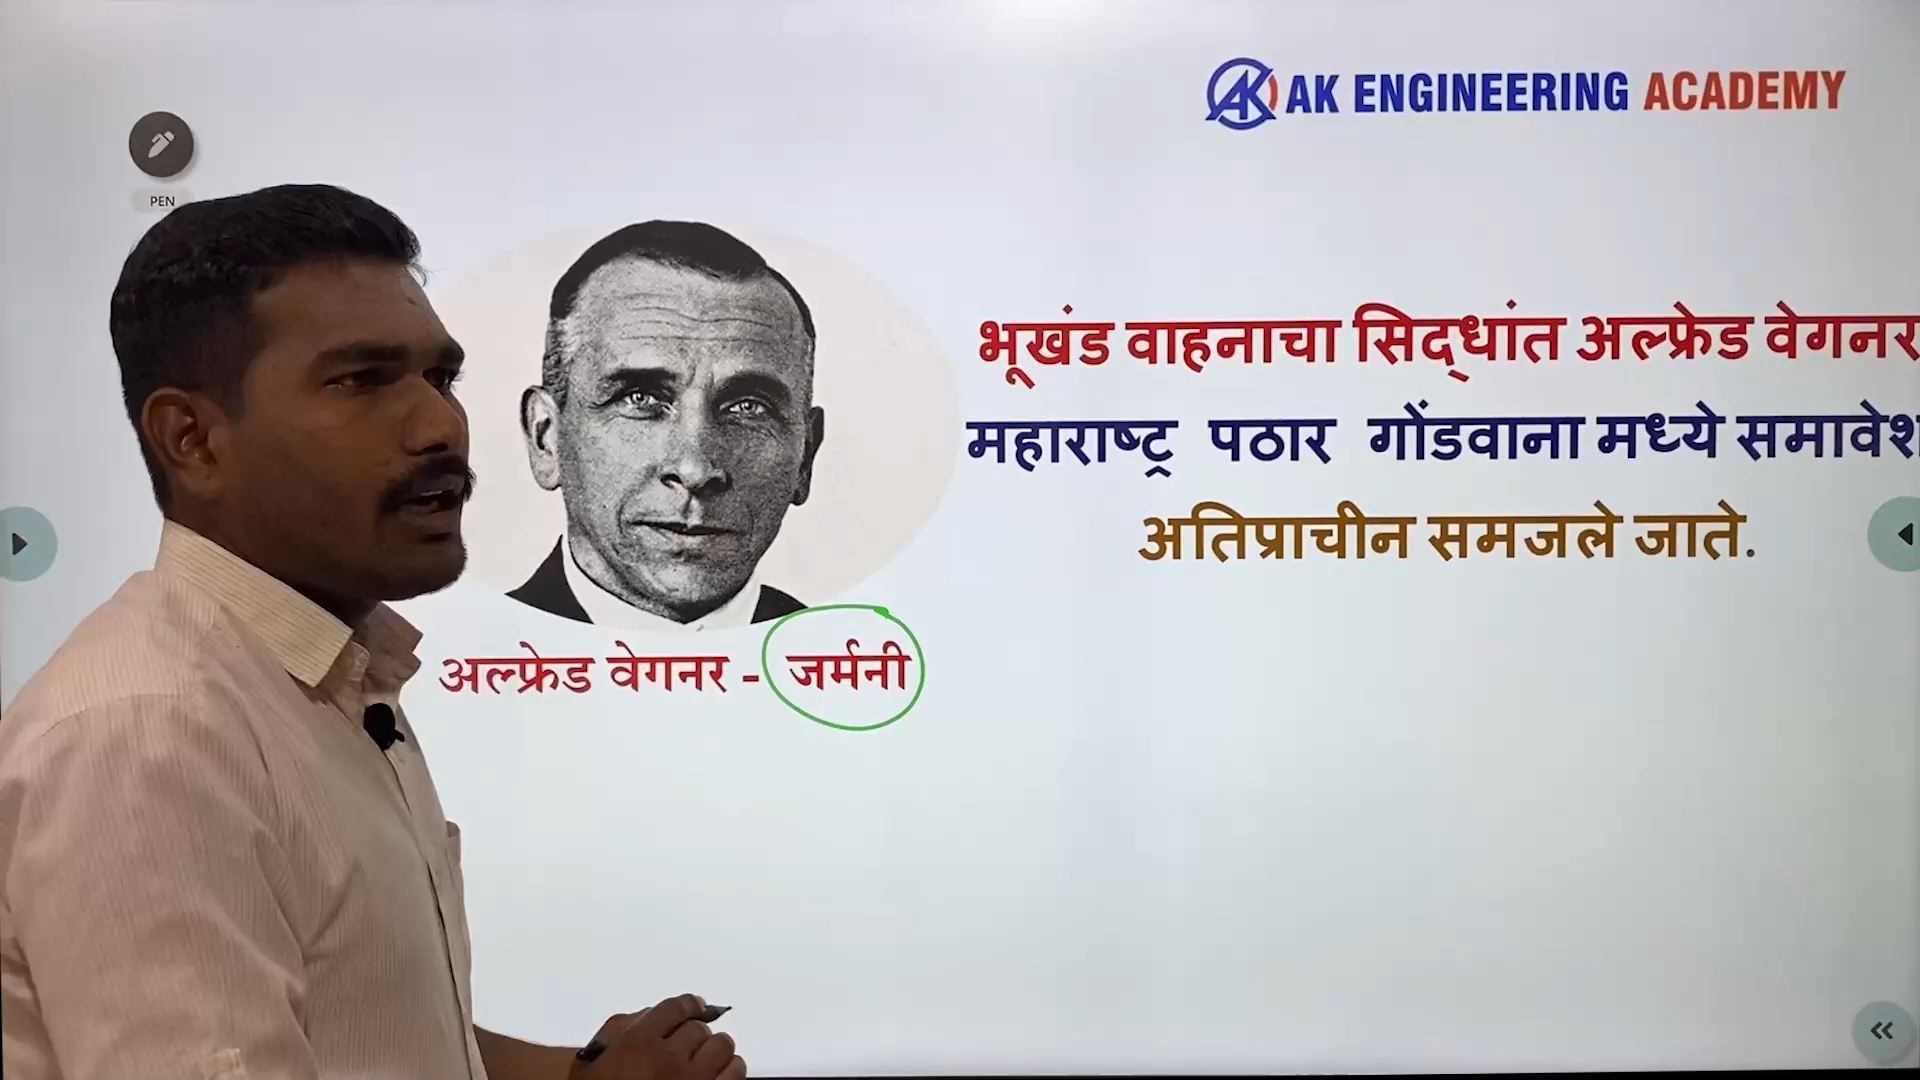 AK ENGINEERING ACADEMY
PEN
भूखंड वाहनाचा सिद्धांत अल्फ्रेड वेगनर
महाराष्ट्र पठार गोंडवाना मध्ये समावेश
अतिप्राचीन समजले जाते.
अल्फ्रेड वेगनर - जर्मनी